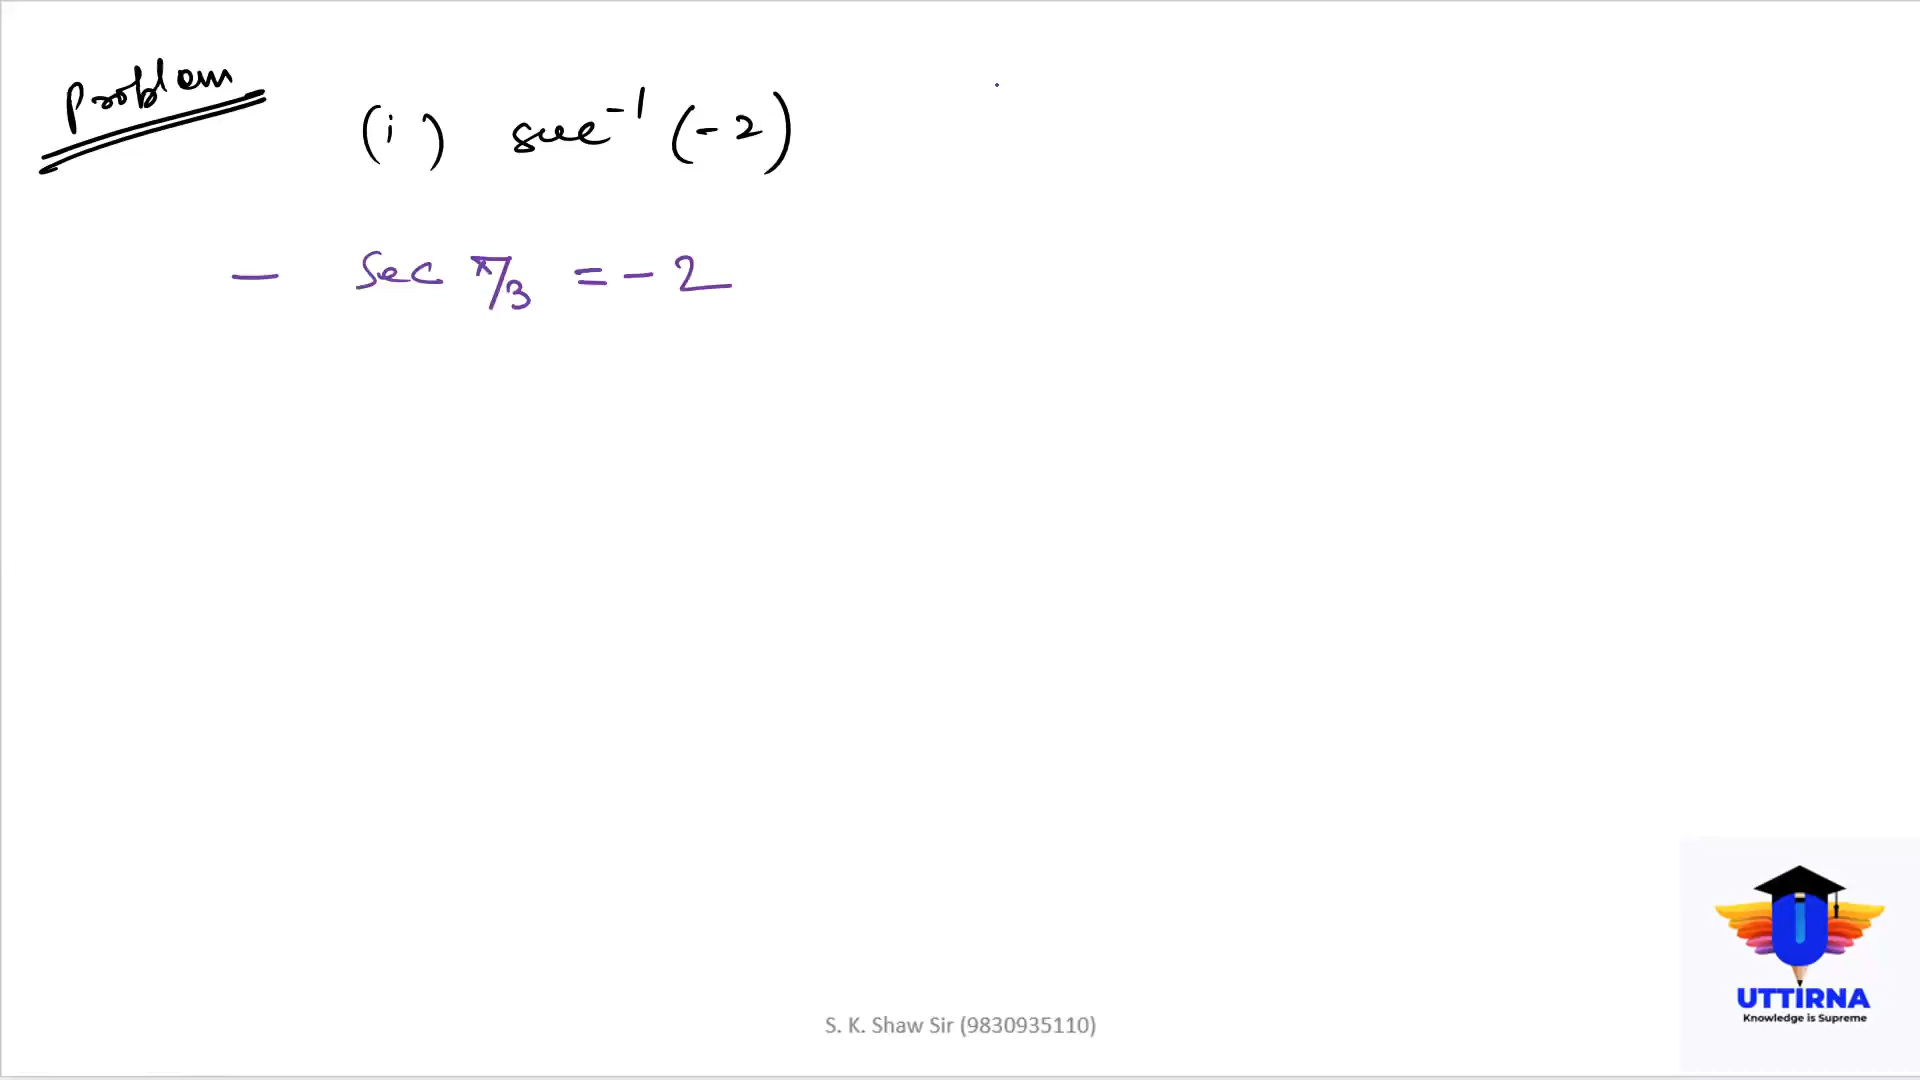 Problem
(i) sec⁻¹ (-2)
— Sec π/3 = -2
UTTIRNA
Knowledge is Supreme
S. K. Shaw Sir (9830935110)